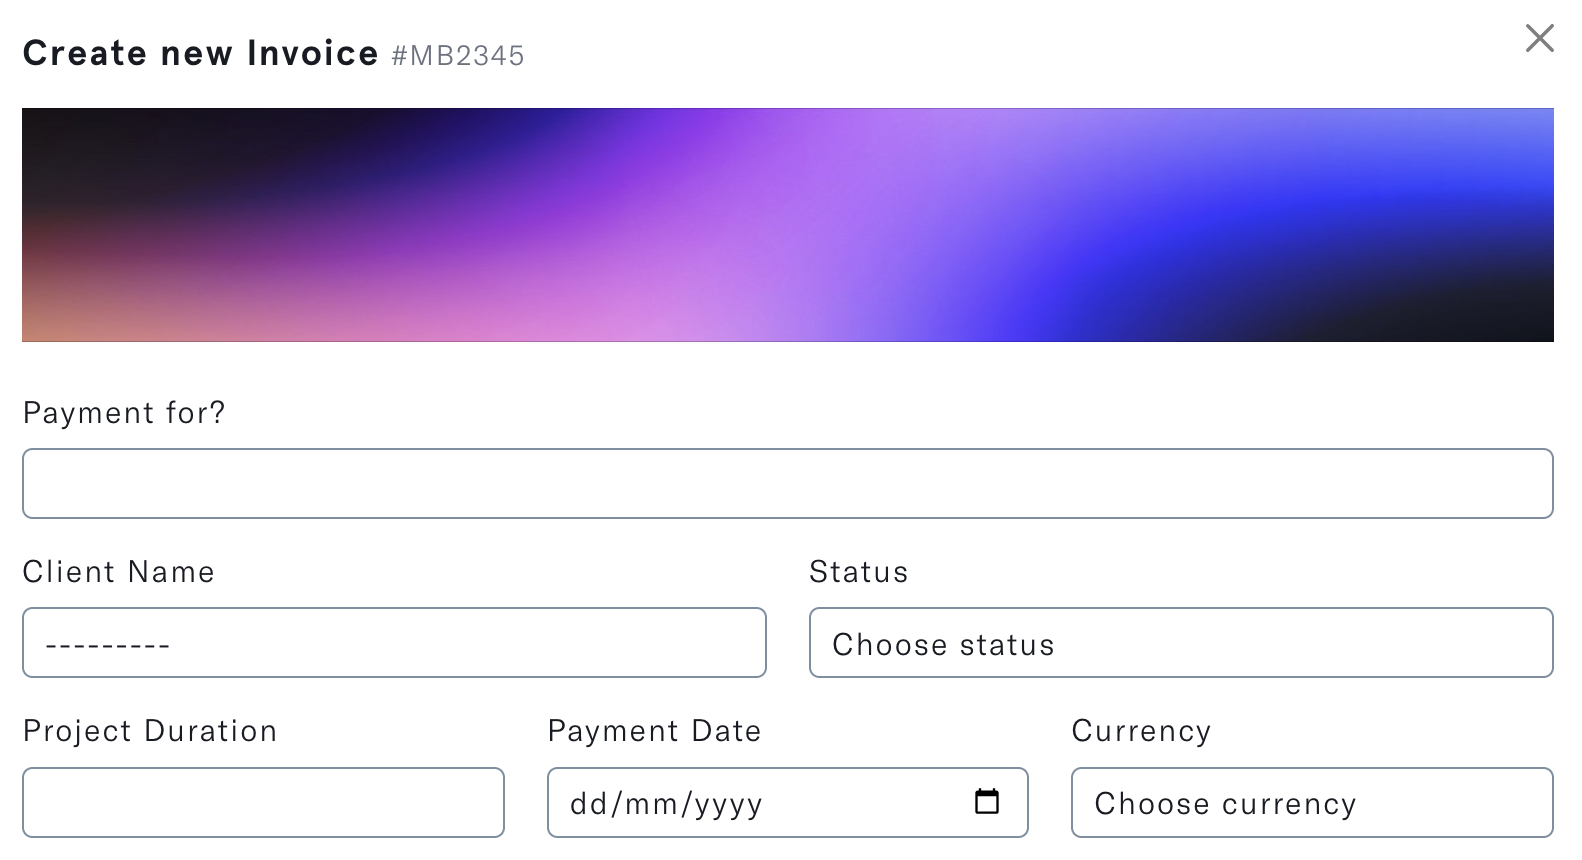 Create new Invoice #MB2345
Payment for?
Client Name
Status
---------
Choose status
Project Duration
Payment Date
Currency
dd/mm/yyyy
Choose currency